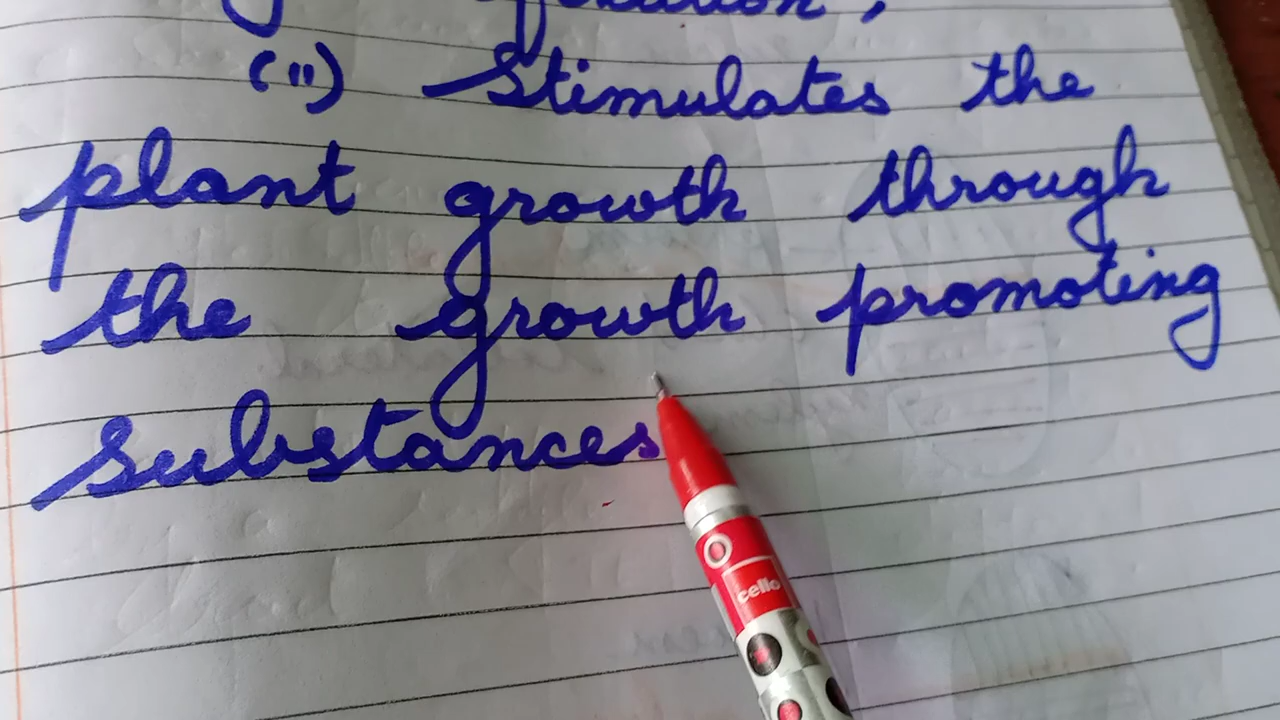 (ii) Stimulates the
plant growth through
the growth promoting
substances
cello